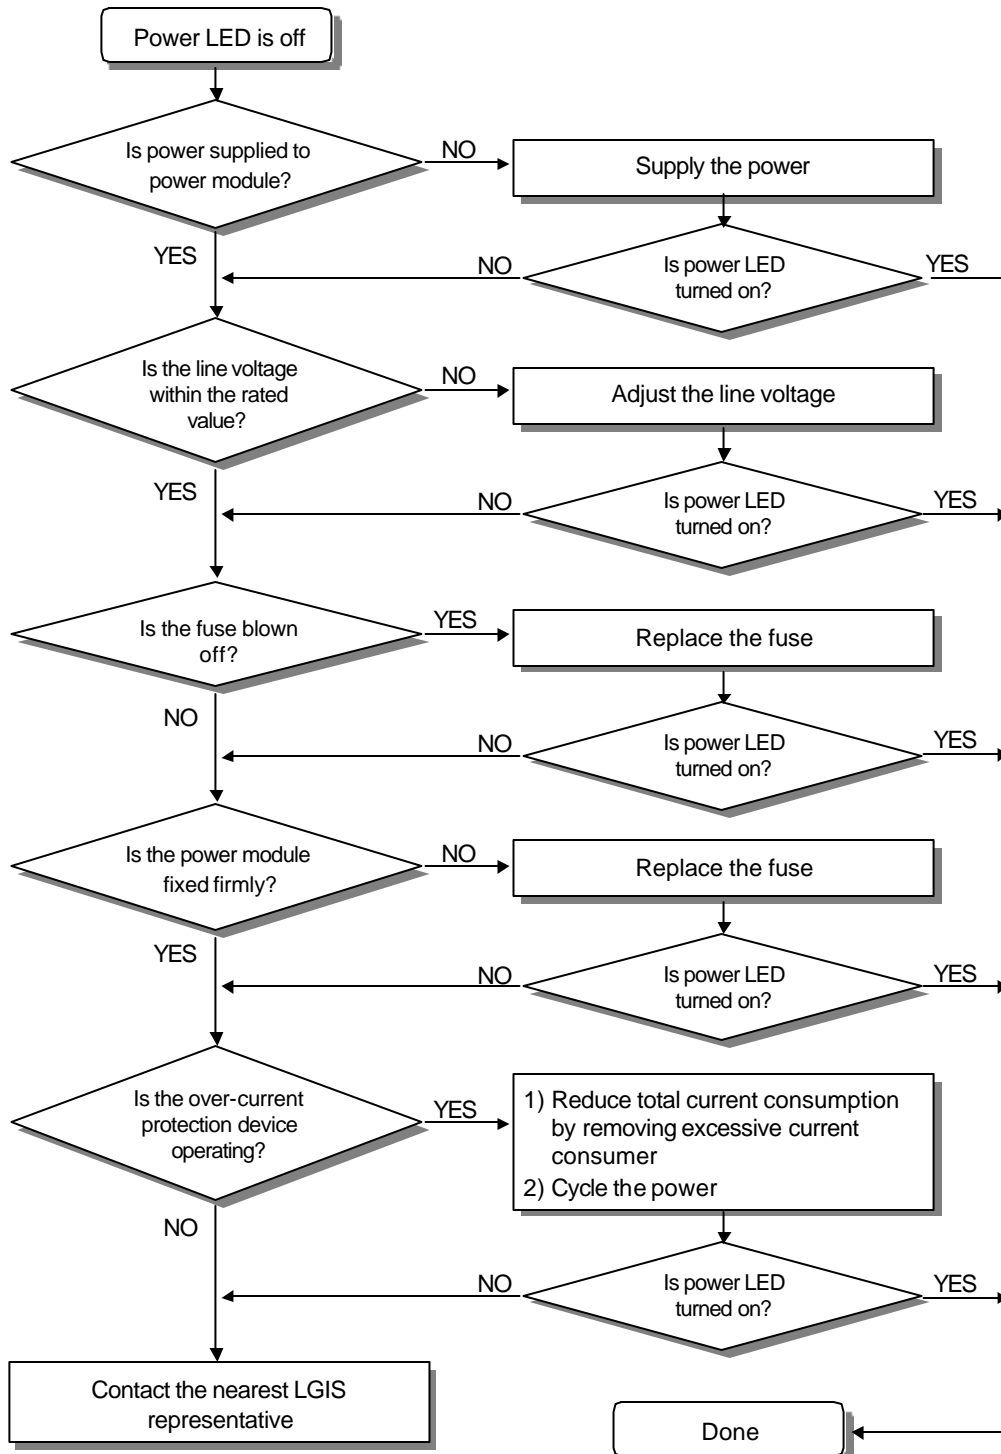 Power LED is off
Is power supplied to
power module?
NO
Supply the power
YES
NO
Is power LED
turned on?
YES
Is the line voltage
within the rated
value?
NO
Adjust the line voltage
YES
NO
Is power LED
turned on?
YES
Is the fuse blown
off?
YES
Replace the fuse
NO
NO
Is power LED
turned on?
YES
Is the power module
fixed firmly?
NO
Replace the fuse
YES
NO
Is power LED
turned on?
YES
Is the over-current
protection device
operating?
YES
1) Reduce total current consumption
by removing excessive current
consumer
2) Cycle the power
NO
NO
Is power LED
turned on?
YES
Contact the nearest LGIS
representative
Done